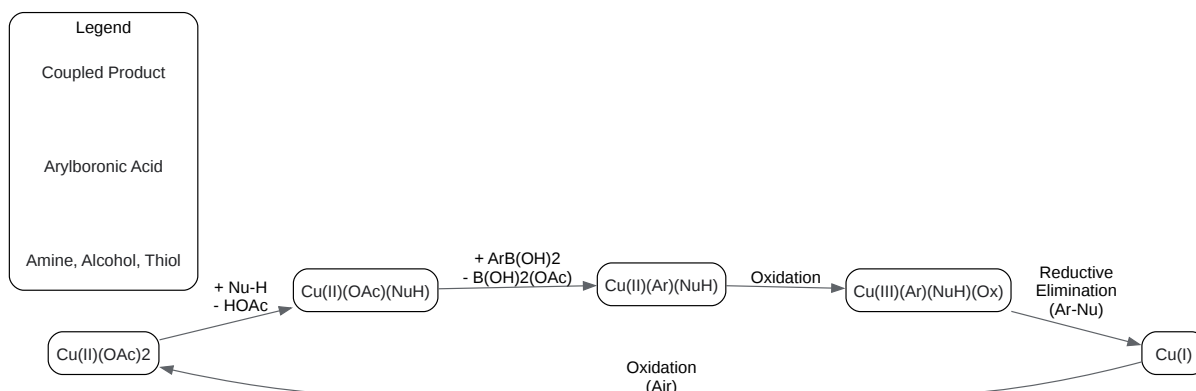 Legend
Coupled Product
Arylboronic Acid
Amine, Alcohol, Thiol
+ Nu-H
- HOAc
Cu(II)(OAc)(NuH)
+ ArB(OH)2
- B(OH)2(OAc)
Cu(II)(Ar)(NuH)
Oxidation
Cu(III)(Ar)(NuH)(Ox)
Reductive
Elimination
(Ar-Nu)
Cu(II)(OAc)2
Cu(I)
Oxidation
(Air)